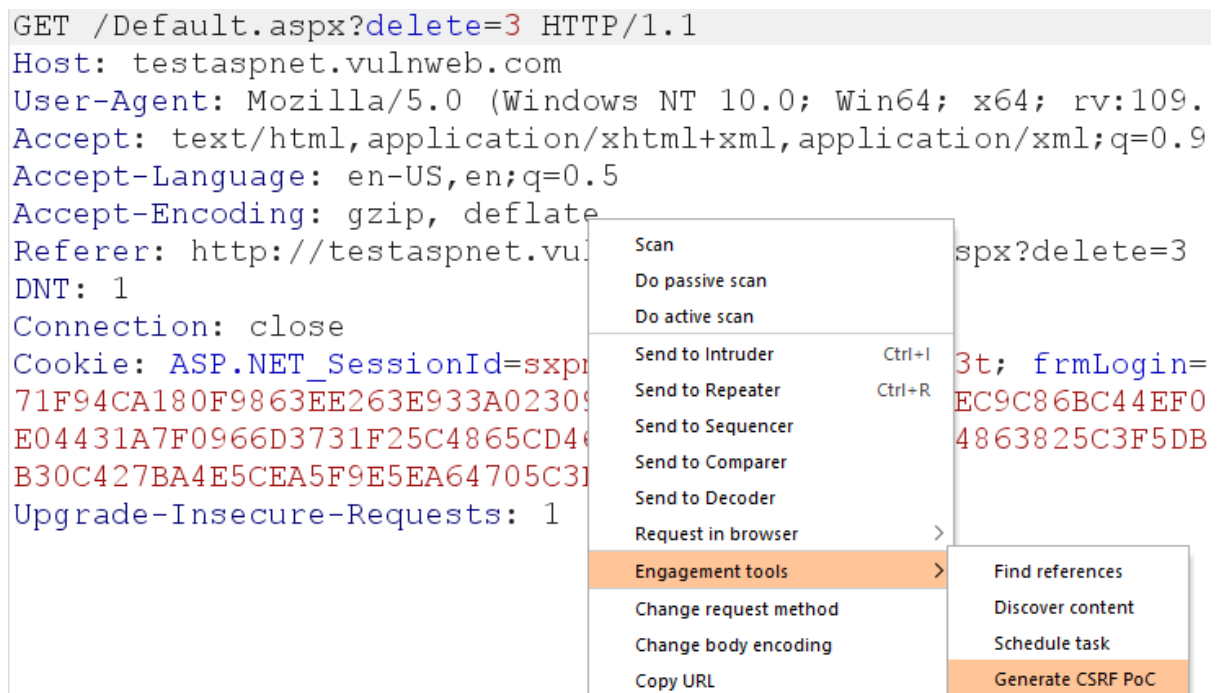 GET /Default.aspx?delete=3 HTTP/1.1
Host: testaspnet.vulnweb.com
User-Agent: Mozilla/5.0 (Windows NT 10.0; Win64; x64; rv:109.
Accept: text/html,application/xhtml+xml,application/xml;q=0.9
Accept-Language: en-US,en;q=0.5
Accept-Encoding: gzip, deflate
Referer: http://testaspnet.vul spx?delete=3
DNT: 1
Connection: close
Cookie: ASP.NET_SessionId=sxpn 3t; frmLogin=
71F94CA180F9863EE263E933A02309 EC9C86BC44EF0
E04431A7F0966D3731F25C4865CD46 4863825C3F5DB
B30C427BA4E5CEA5F9E5EA64705C3
Upgrade-Insecure-Requests: 1
Scan
Do passive scan
Do active scan
Send to Intruder Ctrl+I
Send to Repeater Ctrl+R
Send to Sequencer
Send to Comparer
Send to Decoder
Request in browser >
Engagement tools >
Change request method
Change body encoding
Copy URL
Find references
Discover content
Schedule task
Generate CSRF PoC